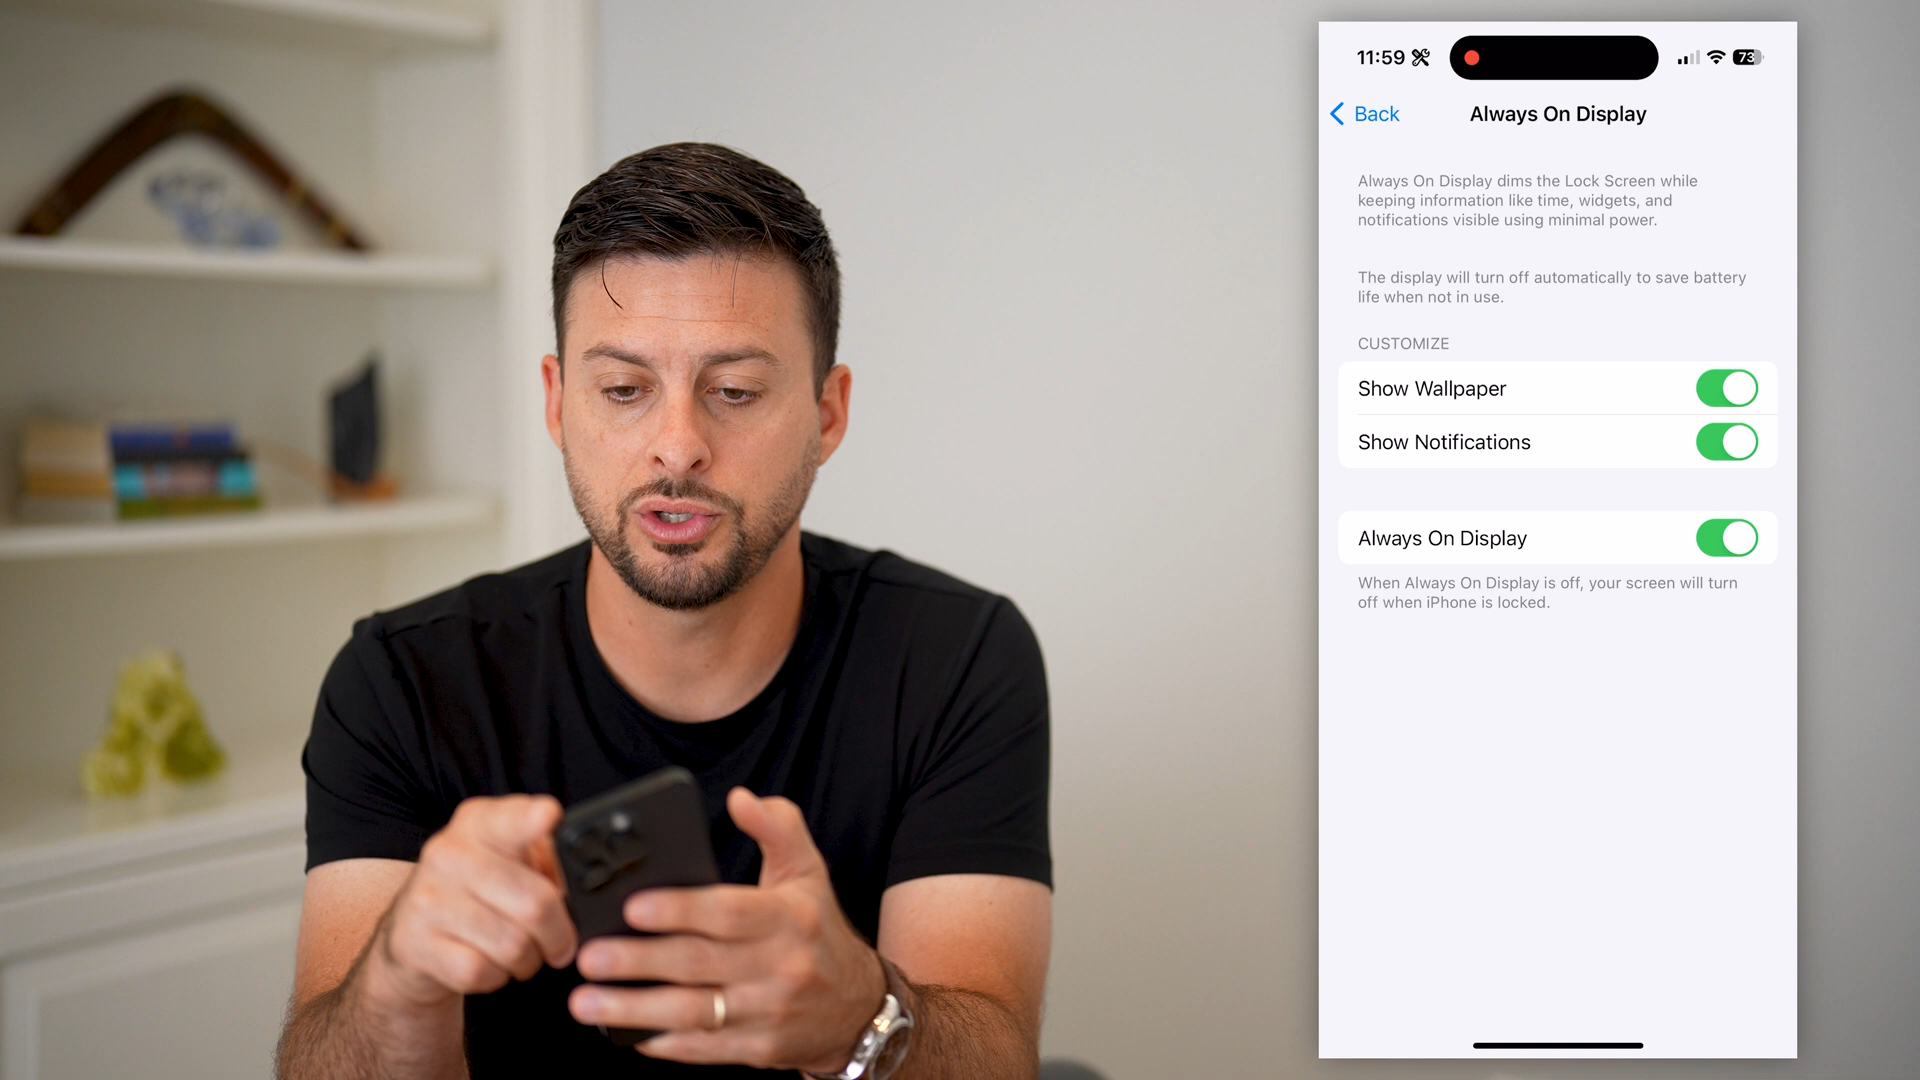 11:59
73
Back
Always On Display
Always On Display dims the Lock Screen while
keeping information like time, widgets, and
notifications visible using minimal power.
The display will turn off automatically to save battery
life when not in use.
CUSTOMIZE
Show Wallpaper
Show Notifications
Always On Display
When Always On Display is off, your screen will turn
off when iPhone is locked.